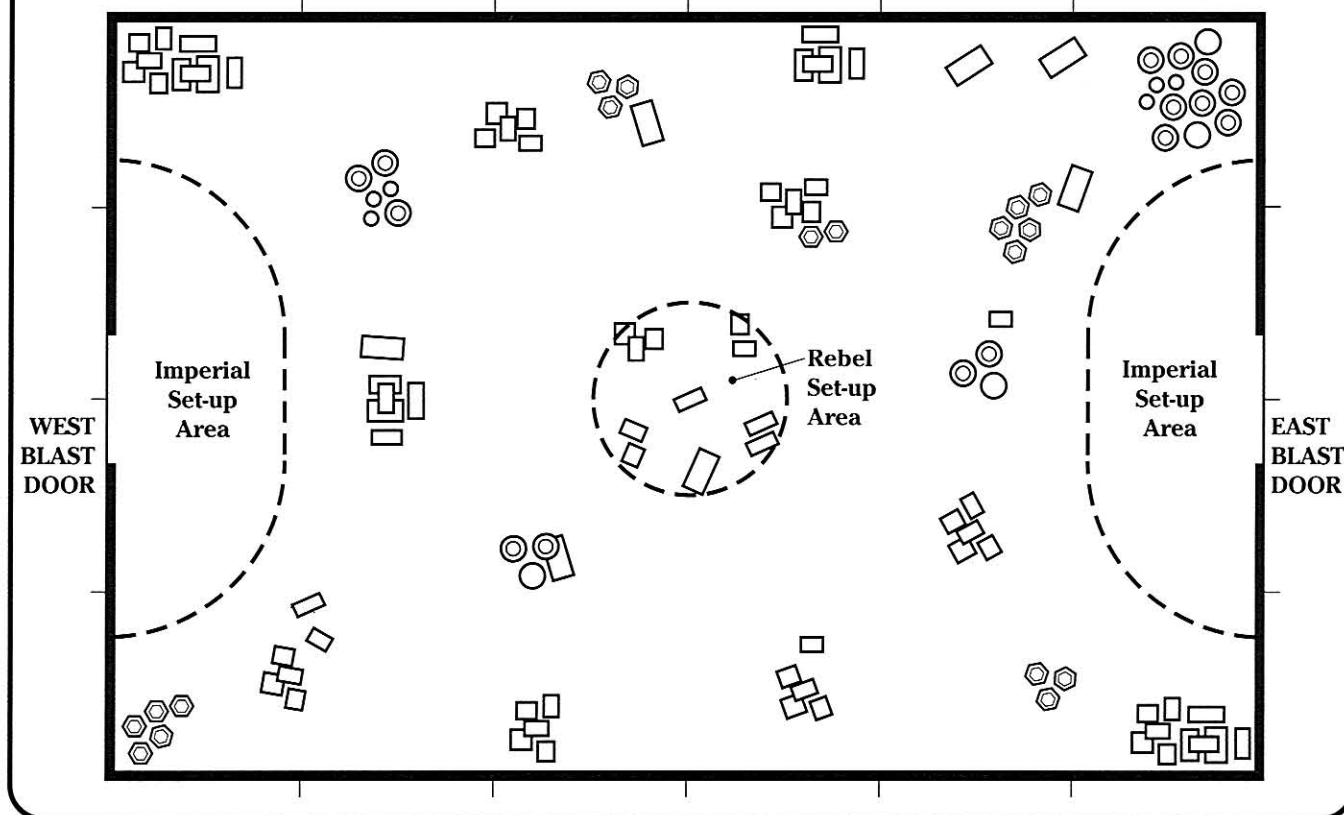 Imperial
Set-up
Area
WEST
BLAST
DOOR
Rebel
Set-up
Area
Imperial
Set-up
Area
EAST
BLAST
DOOR